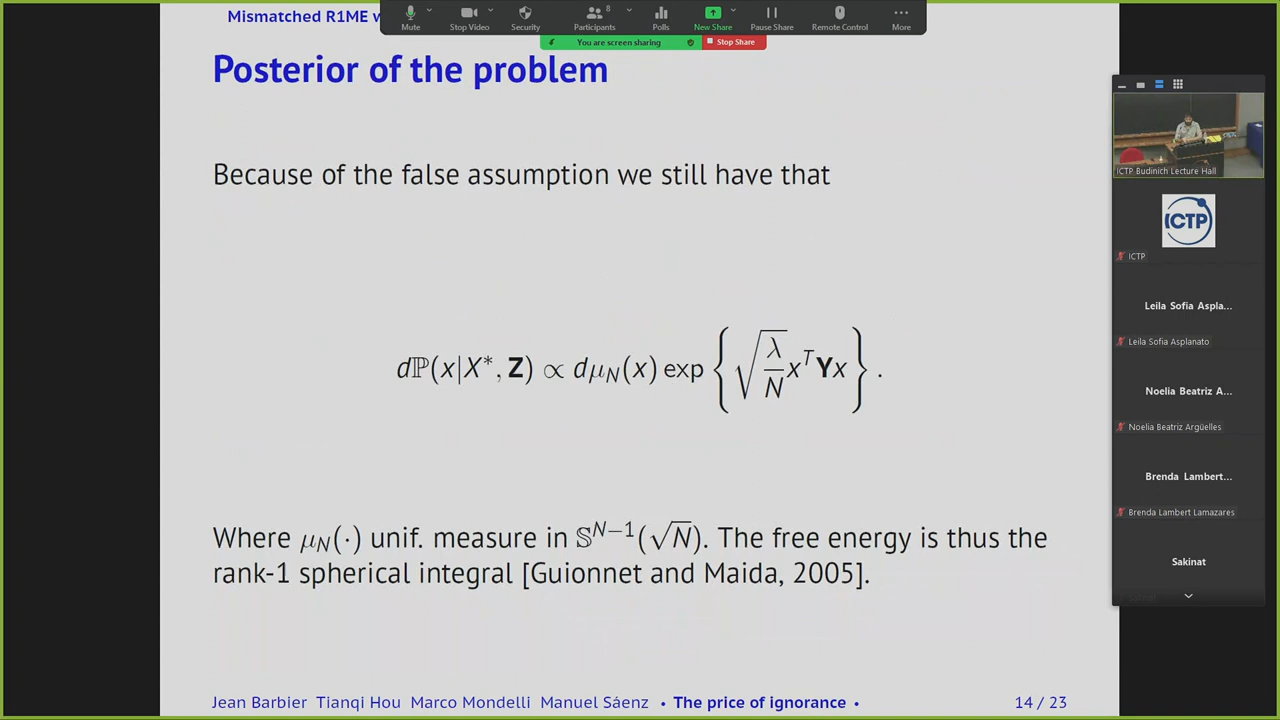 Mismatched R1ME w
Mute
Stop Video
Security
Participants
8
Polls
New Share
Pause Share
Remote Control
More
You are screen sharing
Stop Share
Posterior of the problem
Because of the false assumption we still have that
dℙ(x|X*, Z) ∝ dμ_N(x) exp { √(λ/N) x^T Y x } .
Where μ_N(·) unif. measure in 𝕊^{N−1}(√N). The free energy is thus the
rank-1 spherical integral [Guionnet and Maida, 2005].
Jean Barbier Tianqi Hou Marco Mondelli Manuel Sáenz • The price of ignorance •
14 / 23
ICTP Budinich Lecture Hall
ICTP
ICTP
Leila Sofia Aspla...
Leila Sofia Asplanato
Noelia Beatriz A...
Noelia Beatriz Argüelles
Brenda Lambert...
Brenda Lambert Lamazares
Sakinat